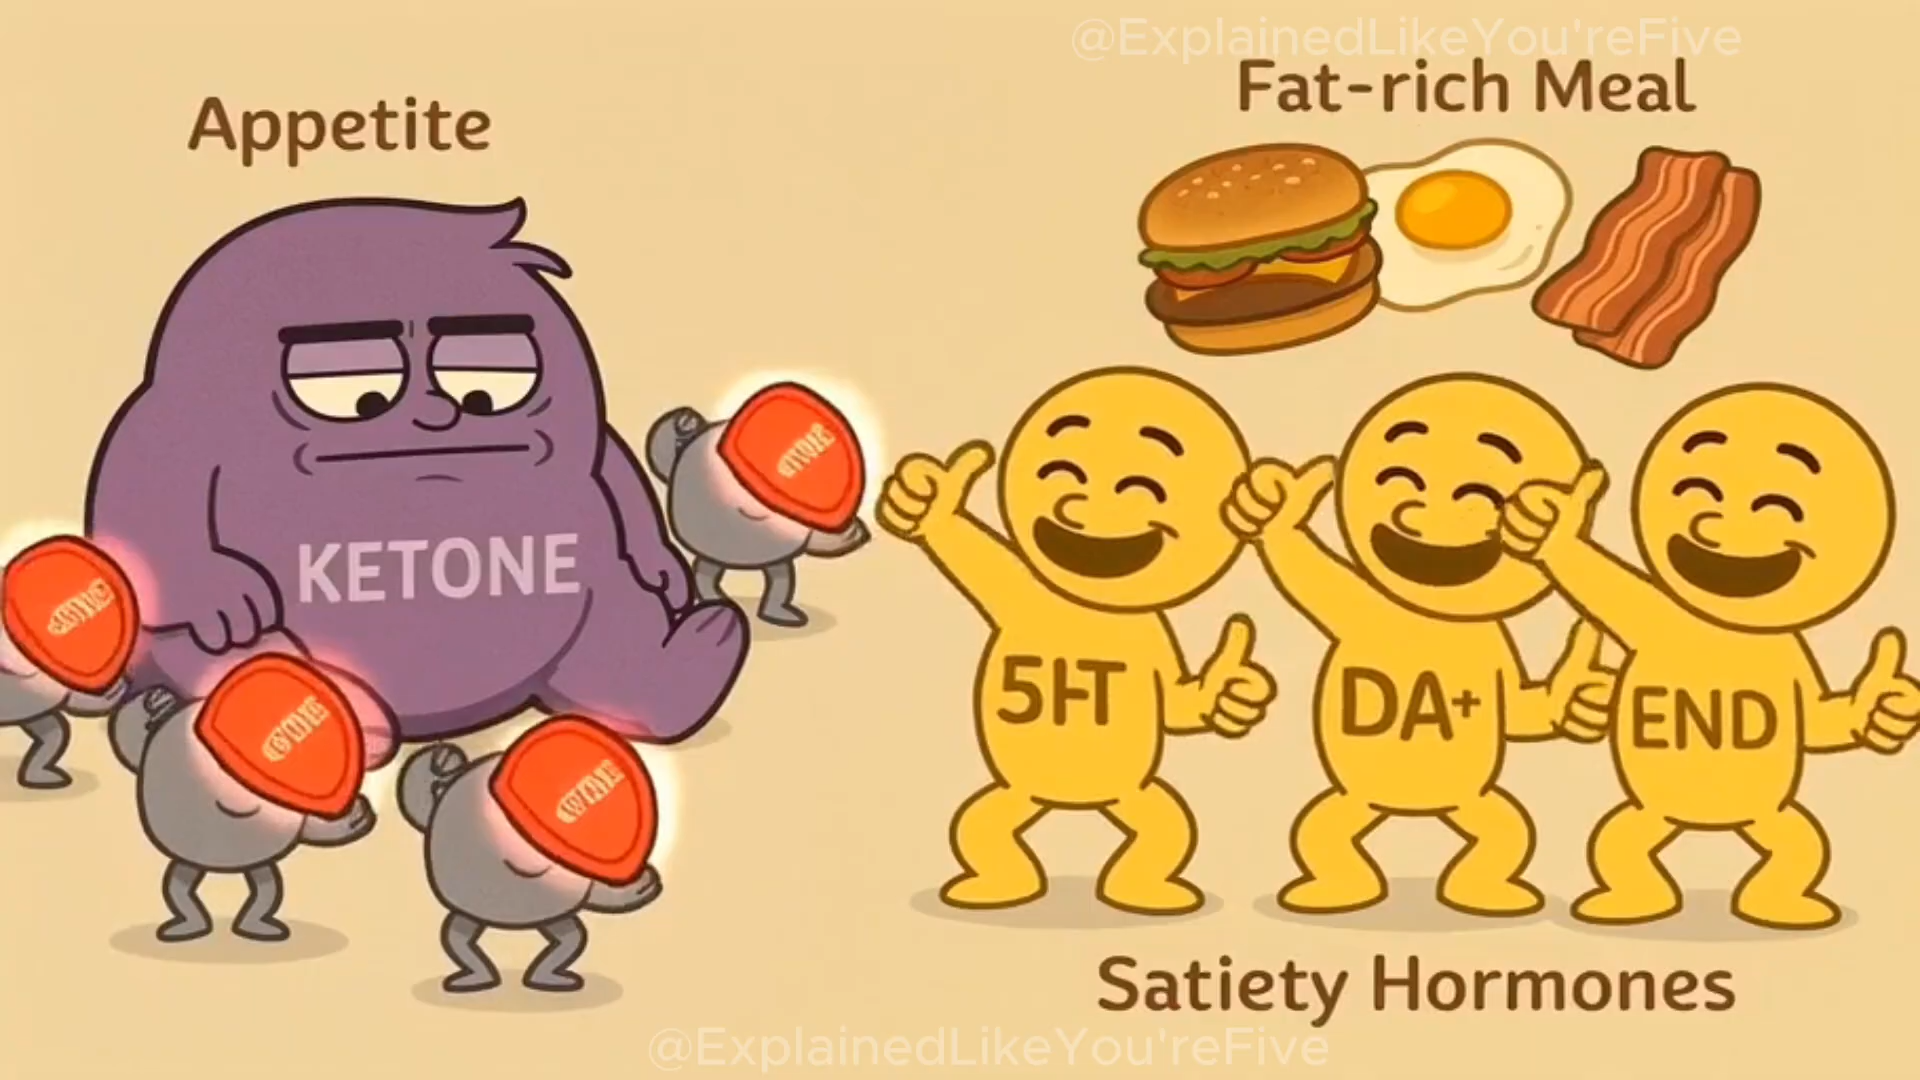 @ExplainedLikeYou'reFive
Appetite
Fat-rich Meal
KETONE
5HT
DA+
END
Satiety Hormones
@ExplainedLikeYou'reFive